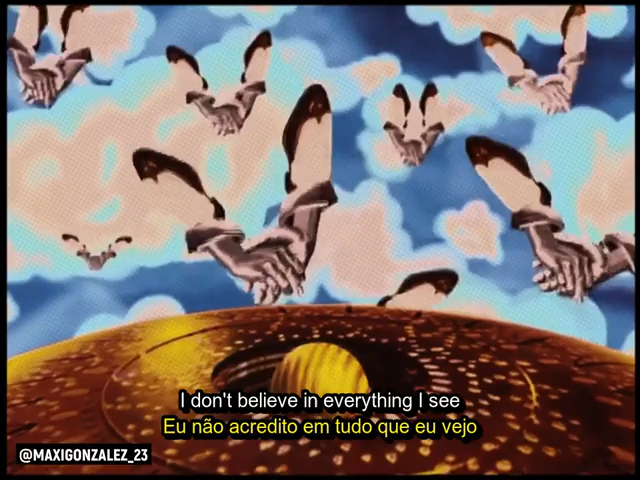 I don't believe in everything I see
Eu não acredito em tudo que eu vejo
@MAXIGONZALEZ_23